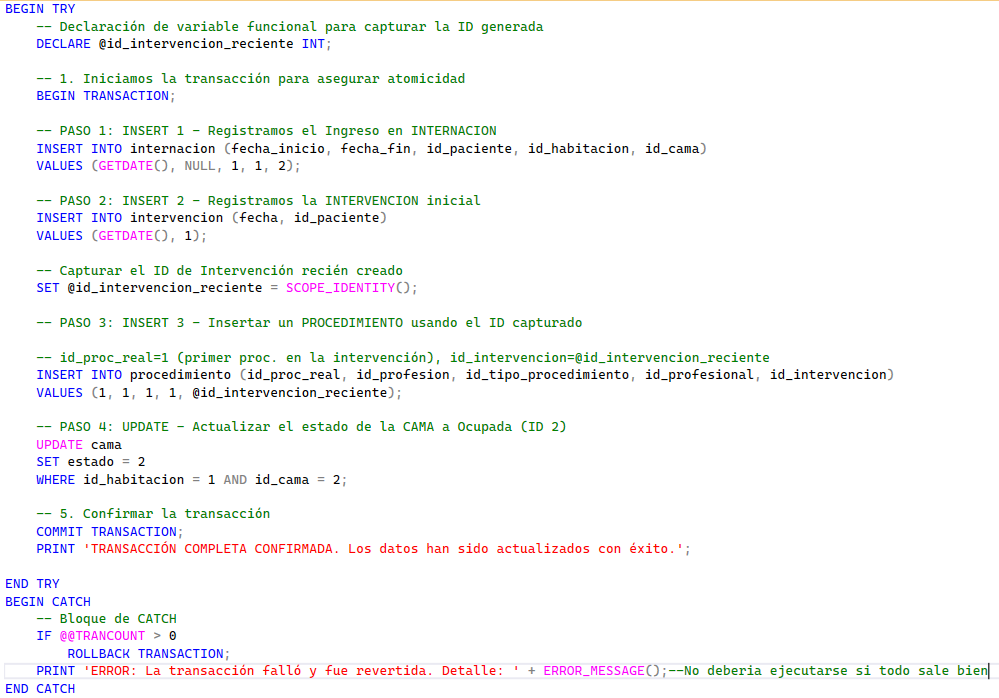 BEGIN TRY
-- Declaración de variable funcional para capturar la ID generada
DECLARE @id_intervencion_reciente INT;
-- 1. Iniciamos la transacción para asegurar atomicidad
BEGIN TRANSACTION;
-- PASO 1: INSERT 1 - Registramos el Ingreso en INTERNACION
INSERT INTO internacion (fecha_inicio, fecha_fin, id_paciente, id_habitacion, id_cama)
VALUES (GETDATE(), NULL, 1, 1, 2);
-- PASO 2: INSERT 2 - Registramos la INTERVENCION inicial
INSERT INTO intervencion (fecha, id_paciente)
VALUES (GETDATE(), 1);
-- Capturar el ID de Intervención recién creado
SET @id_intervencion_reciente = SCOPE_IDENTITY();
-- PASO 3: INSERT 3 - Insertar un PROCEDIMIENTO usando el ID capturado
-- id_proc_real=1 (primer proc. en la intervención), id_intervencion=@id_intervencion_reciente
INSERT INTO procedimiento (id_proc_real, id_profesion, id_tipo_procedimiento, id_profesional, id_intervencion)
VALUES (1, 1, 1, 1, @id_intervencion_reciente);
-- PASO 4: UPDATE - Actualizar el estado de la CAMA a Ocupada (ID 2)
UPDATE cama
SET estado = 2
WHERE id_habitacion = 1 AND id_cama = 2;
-- 5. Confirmar la transacción
COMMIT TRANSACTION;
PRINT 'TRANSACCIÓN COMPLETA CONFIRMADA. Los datos han sido actualizados con éxito.';
END TRY
BEGIN CATCH
-- Bloque de CATCH
IF @@TRANCOUNT > 0
ROLLBACK TRANSACTION;
PRINT 'ERROR: La transacción falló y fue revertida. Detalle: ' + ERROR_MESSAGE();--No deberia ejecutarse si todo sale bien
END CATCH